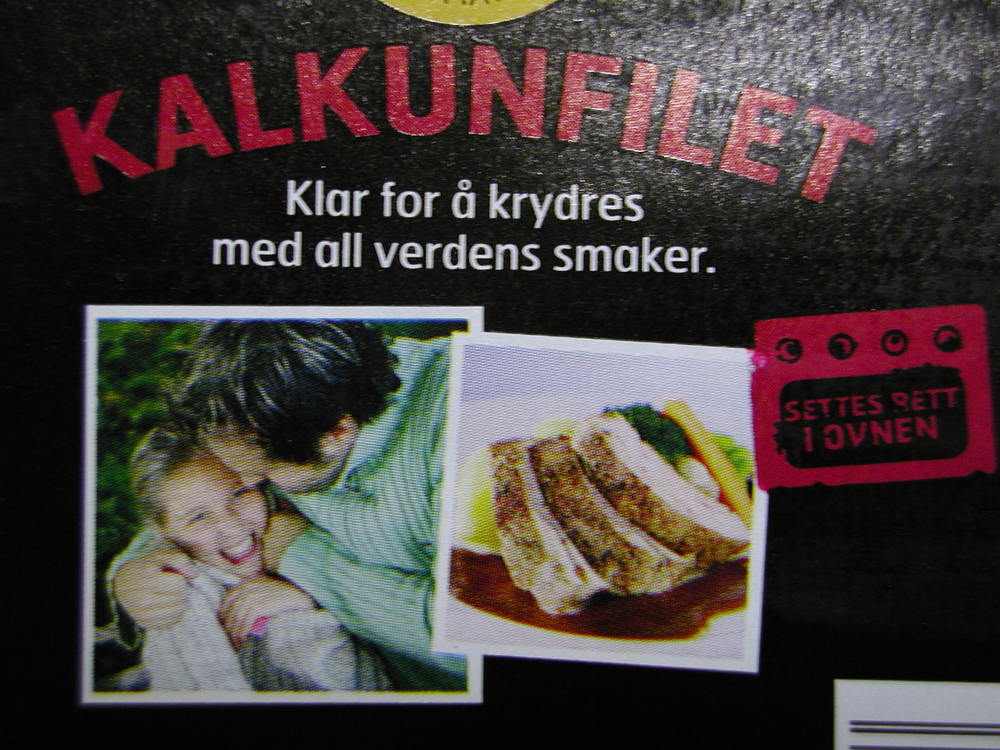 KALKUNFILET
Klar for å krydres
med all verdens smaker.
SETTES RETT
I OVNEN